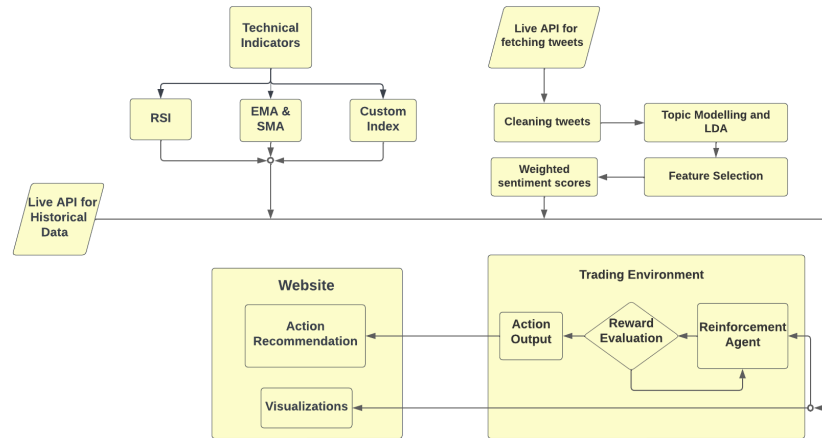 Technical
Indicators
Live API for
fetching tweets
RSI
EMA &
SMA
Custom
Index
Cleaning tweets
Topic Modelling and
LDA
Weighted
sentiment scores
Feature Selection
Live API for
Historical
Data
Website
Trading Environment
Action
Recommendation
Action
Output
Reward
Evaluation
Reinforcement
Agent
Visualizations